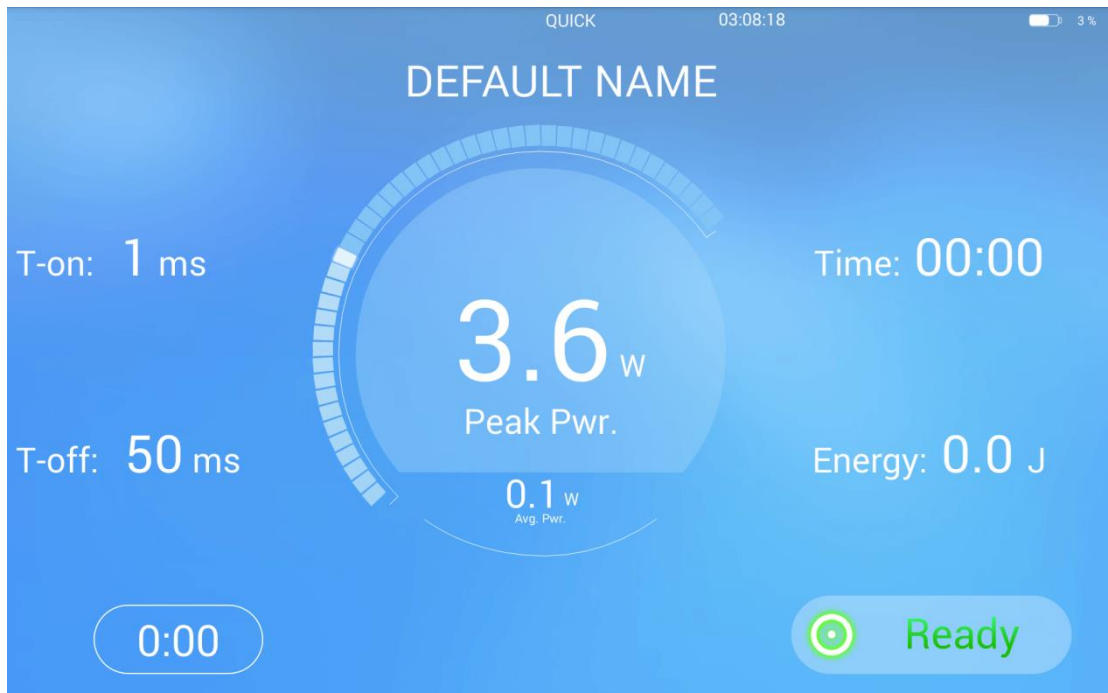 QUICK 03:08:18 3 %
DEFAULT NAME
T-on: 1 ms
Time: 00:00
3.6 W
Peak Pwr.
T-off: 50 ms
Energy: 0.0 J
0.1 W
Avg. Pwr.
0:00
Ready